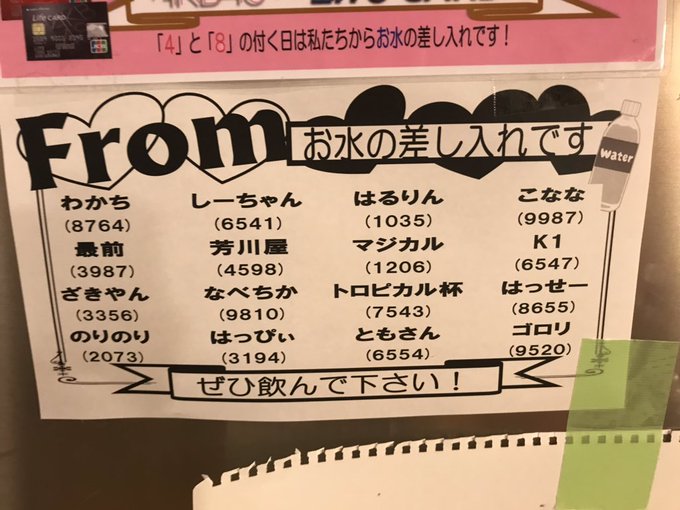 Life CARD
JCB
「4」と「8」の付く日は私たちからお水の差し入れです！
From お水の差し入れです
Water
わかち しーちゃん はるりん こなな
(8764) (6541) (1035) (9987)
最前 芳川屋 マジカル K1
(3987) (4598) (1206) (6547)
ざきやん なべちか トロピカル杯 はっせー
(3356) (9810) (7543) (8655)
のりのり はっぴぃ ともさん ゴロリ
(2073) (3194) (6554) (9520)
ぜひ飲んで下さい！